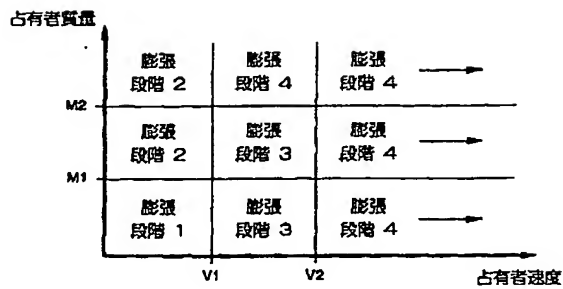 占有者質量
膨張 膨張 膨張
段階 2 段階 4 段階 4
M2
膨張 膨張 膨張
段階 2 段階 3 段階 4
M1
膨張 膨張 膨張
段階 1 段階 3 段階 4
V1 V2
占有者速度